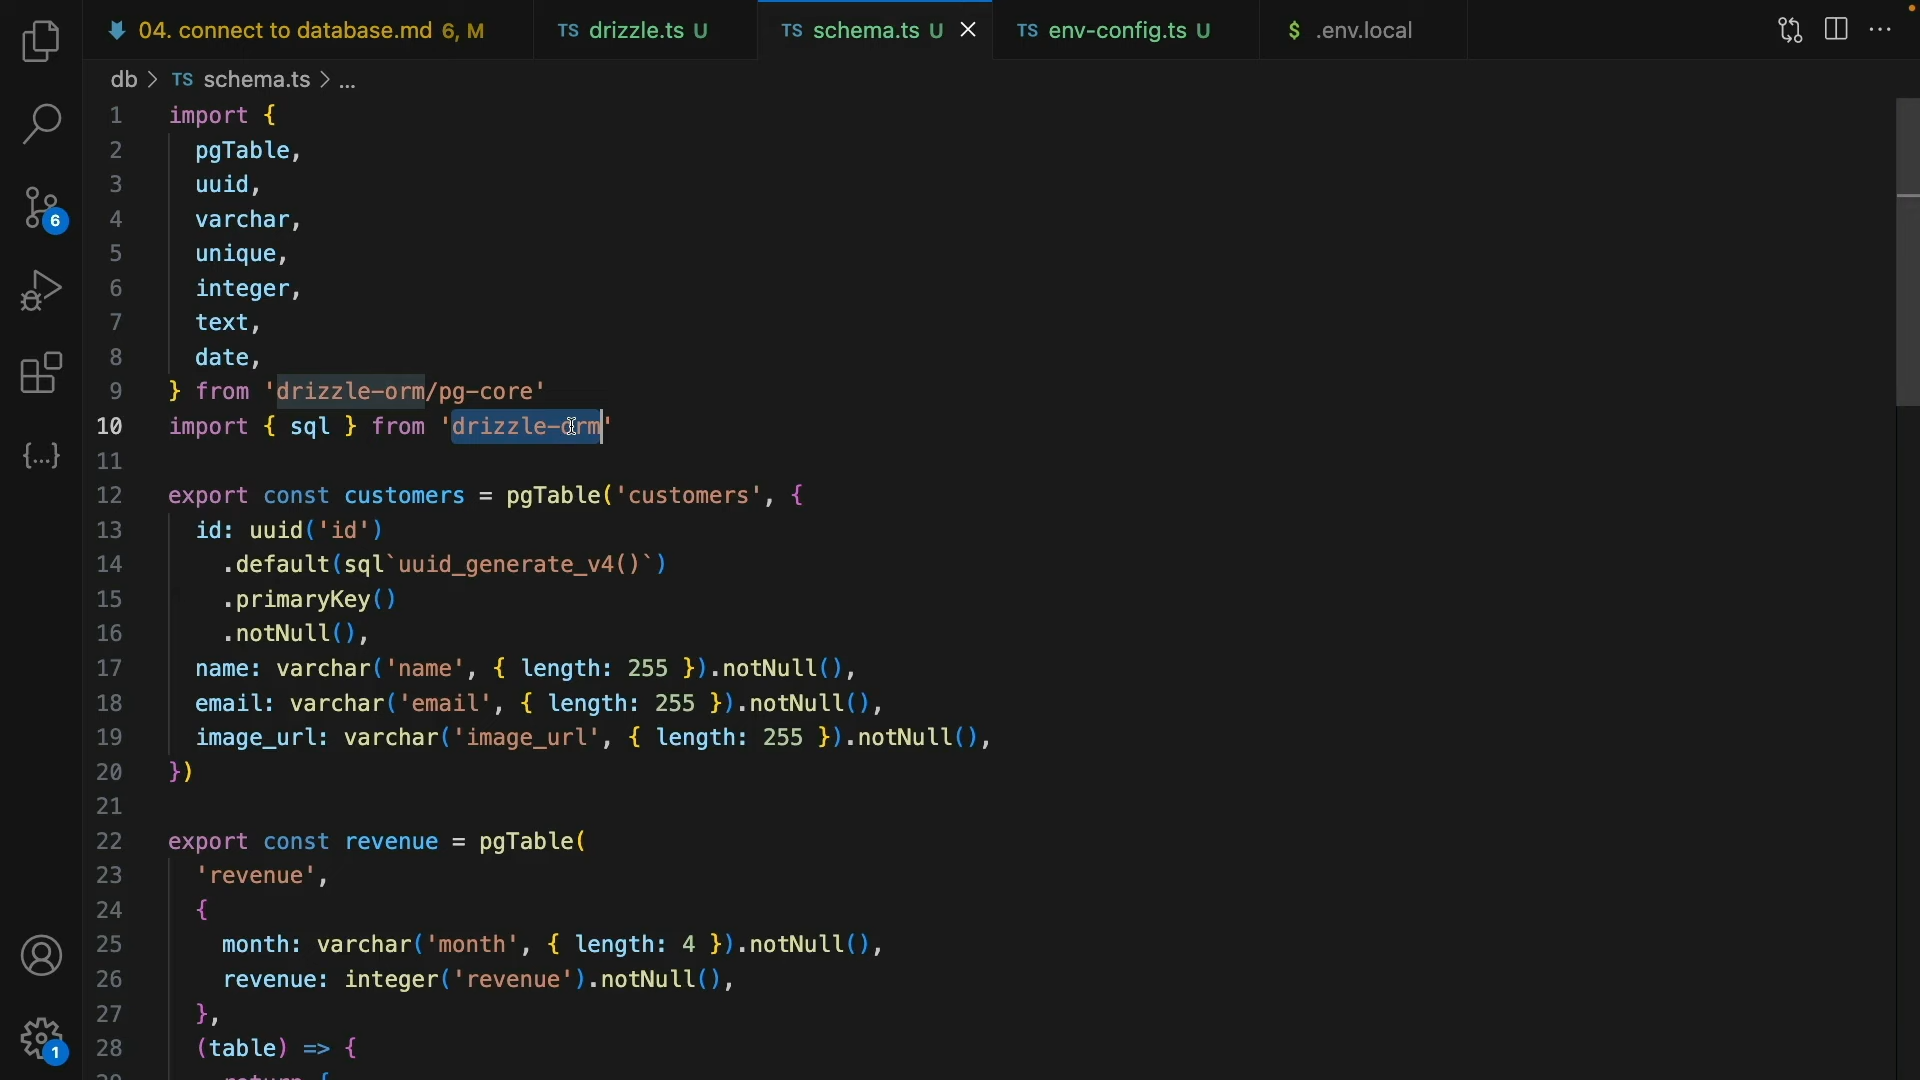 04. connect to database.md 6, M
TS drizzle.ts U
TS schema.ts U
TS env-config.ts U
$ .env.local
db > TS schema.ts > ...
1 import {
2 pgTable,
3 uuid,
4 varchar,
5 unique,
6 integer,
7 text,
8 date,
9 } from 'drizzle-orm/pg-core'
10 import { sql } from 'drizzle-orm'
11
12 export const customers = pgTable('customers', {
13 id: uuid('id')
14 .default(sql`uuid_generate_v4()`)
15 .primaryKey()
16 .notNull(),
17 name: varchar('name', { length: 255 }).notNull(),
18 email: varchar('email', { length: 255 }).notNull(),
19 image_url: varchar('image_url', { length: 255 }).notNull(),
20 })
21
22 export const revenue = pgTable(
23 'revenue',
24 {
25 month: varchar('month', { length: 4 }).notNull(),
26 revenue: integer('revenue').notNull(),
27 },
28 (table) => {
return {
6
1